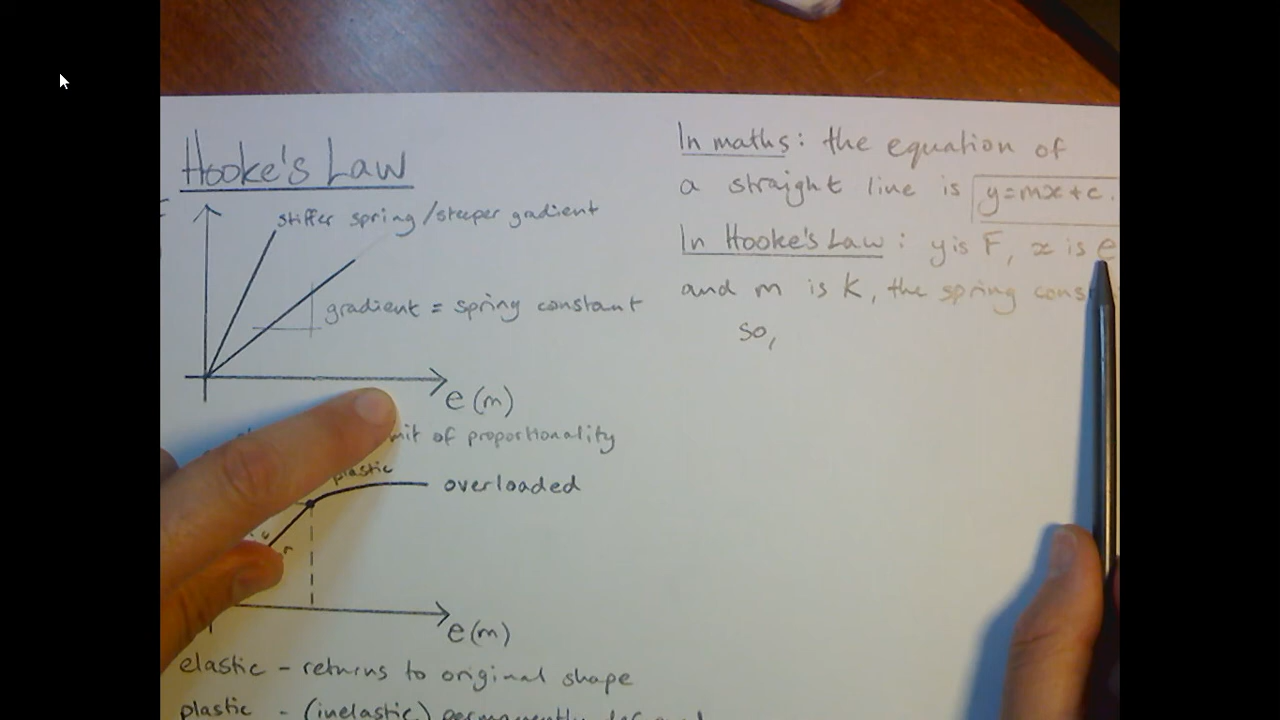 Hooke's Law
stiffer spring/steeper gradient
gradient = spring constant
e (m)
of proportionality
plastic
overloaded
e (m)
elastic - returns to original shape
plastic - (inelastic)
In maths: the equation of
a straight line is y=mx+c.
In Hooke's Law: y is F, x is e
and m is K, the spring
so,